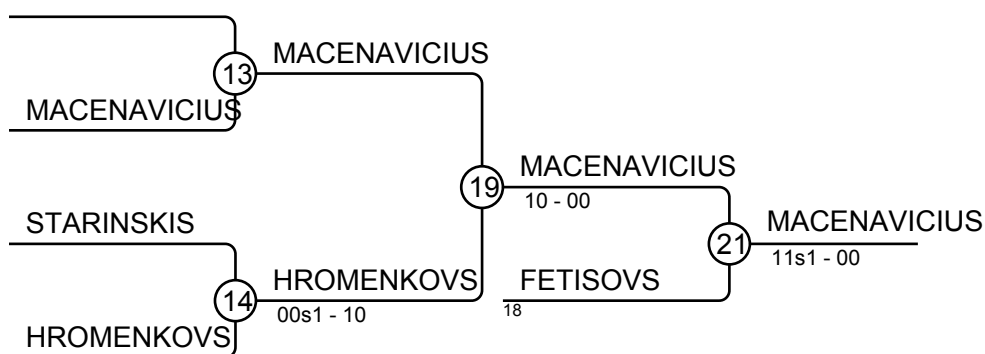 13
MACENAVICIUS
MACENAVICIUS
19
MACENAVICIUS
10 - 00
STARINSKIS
21
MACENAVICIUS
11s1 - 00
14
HROMENKOVS
00s1 - 10
FETISOVS
18
HROMENKOVS